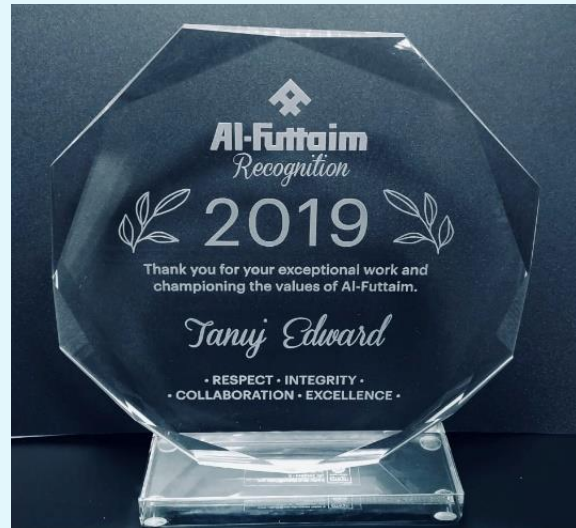 Al-Futtaim
Recognition
2019
Thank you for your exceptional work and
championing the values of Al-Futtaim.
Tanuj Edward
• RESPECT • INTEGRITY •
• COLLABORATION • EXCELLENCE •